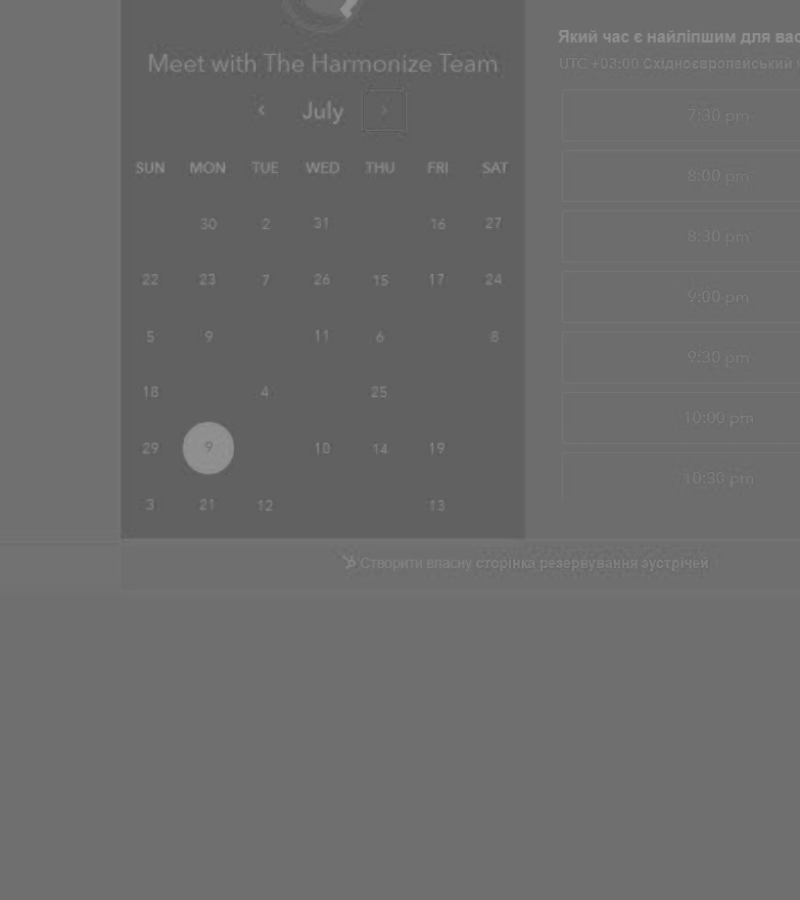 Meet with The Harmonize Team
July
SUN MON TUE WED THU FRI SAT
30 2 31 16 27
22 23 7 26 15 17 24
5 9 11 6 8
18 4 25
29 9 10 14 19
3 21 12 13
Який час є найліпшим для вас
UTC +03:00 Східноєвропейський
7:30 pm
8:00 pm
8:30 pm
9:00 pm
9:30 pm
10:00 pm
10:30 pm
Створити власну сторінка резервування зустрічей